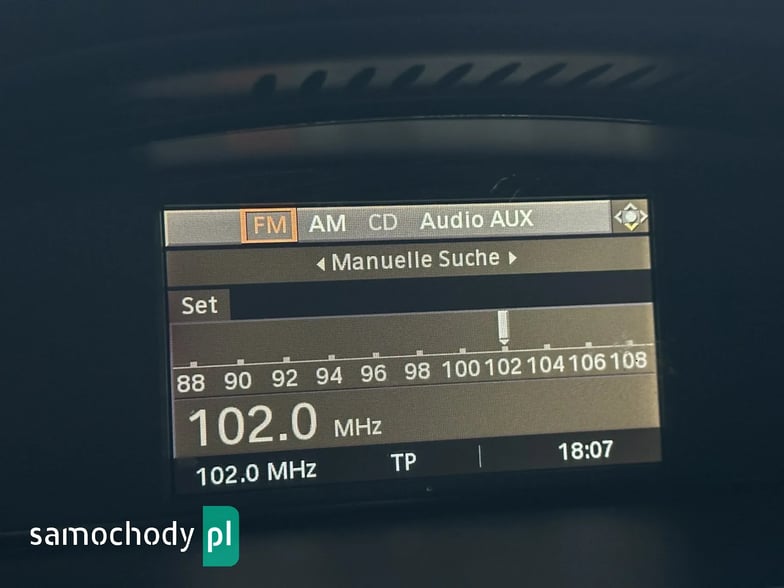 FM AM CD Audio AUX
Manuelle Suche
Set
88 90 92 94 96 98 100 102 104 106 108
102.0 MHz
102.0 MHz TP 18:07
samochody pl